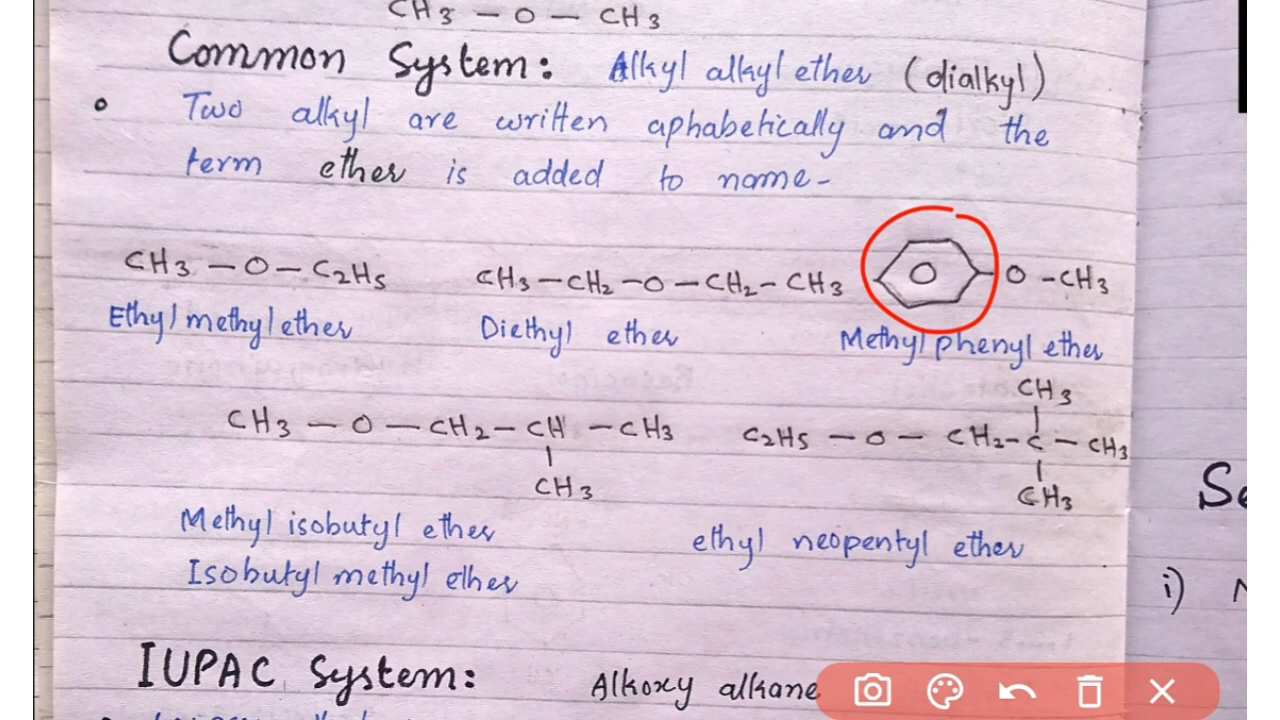 CH3 — O — CH3
Common System: Alkyl alkyl ether (dialkyl)
Two alkyl are written aphabetically and the
term ether is added to name-
CH3 — O — C2H5
CH3 — CH2 — O — CH2 — CH3
O — CH3
Ethyl methyl ether
Diethyl ether
Methyl phenyl ether
CH3
|
CH3 — O — CH2 — CH — CH3
C2H5 — O — CH2 — C — CH3
|
CH3
|
CH3
Methyl isobutyl ether
ethyl neopentyl ether
Isobutyl methyl ether
i)
IUPAC System: Alkoxy alkane